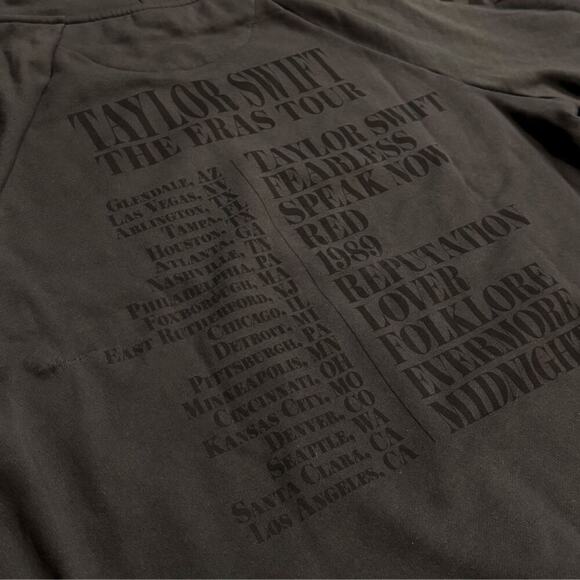 TAYLOR SWIFT
THE ERAS TOUR
GLENDALE, AZ
LAS VEGAS, NV
ARLINGTON, TX
TAMPA, FL
HOUSTON, TX
ATLANTA, GA
NASHVILLE, TN
PHILADELPHIA, PA
FOXBOROUGH, MA
EAST RUTHERFORD, NJ
CHICAGO, IL
DETROIT, MI
PITTSBURGH, PA
MINNEAPOLIS, MN
CINCINNATI, OH
KANSAS CITY, MO
DENVER, CO
SEATTLE, WA
SANTA CLARA, CA
LOS ANGELES, CA
TAYLOR SWIFT
FEARLESS
SPEAK NOW
RED
1989
REPUTATION
LOVER
FOLKLORE
EVERMORE
MIDNIGHT